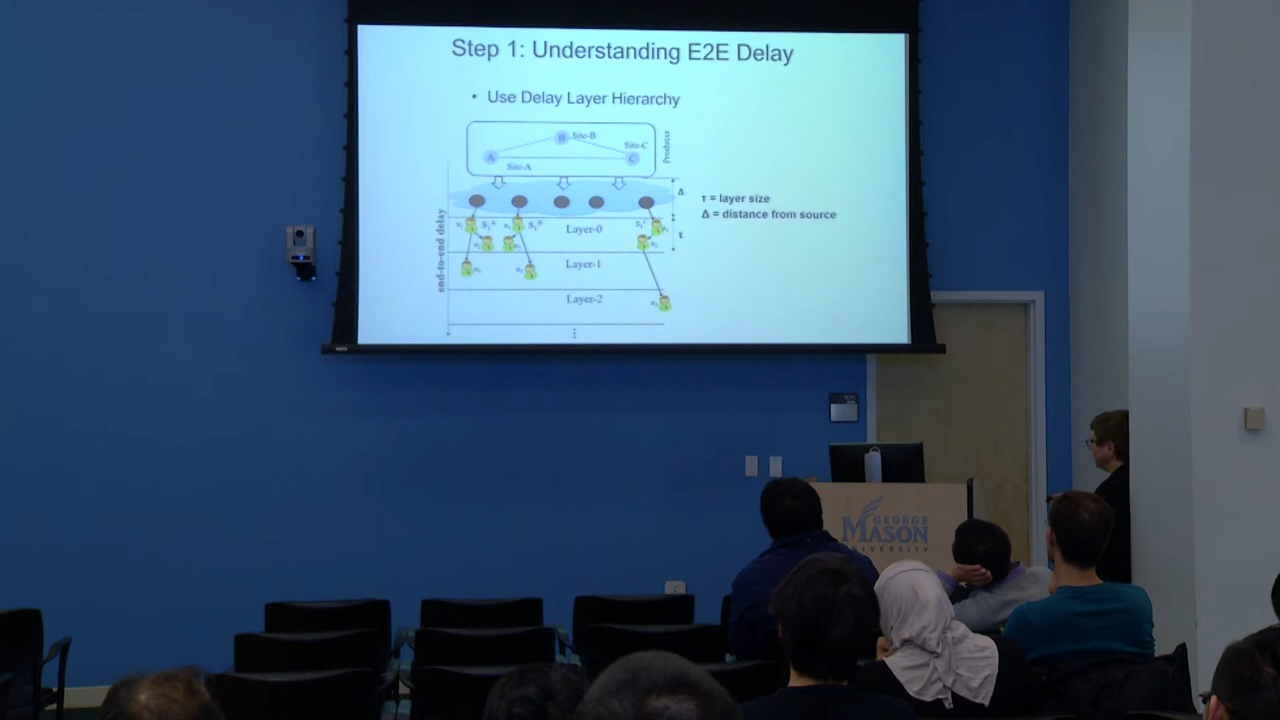 Step 1: Understanding E2E Delay
• Use Delay Layer Hierarchy
B Site-B
Site-C
A
C
Site-A
Producer
Δ
τ = layer size
Δ = distance from source
end-to-end delay
Layer-0
τ
Layer-1
Layer-2
GEORGE
MASON
UNIVERSITY